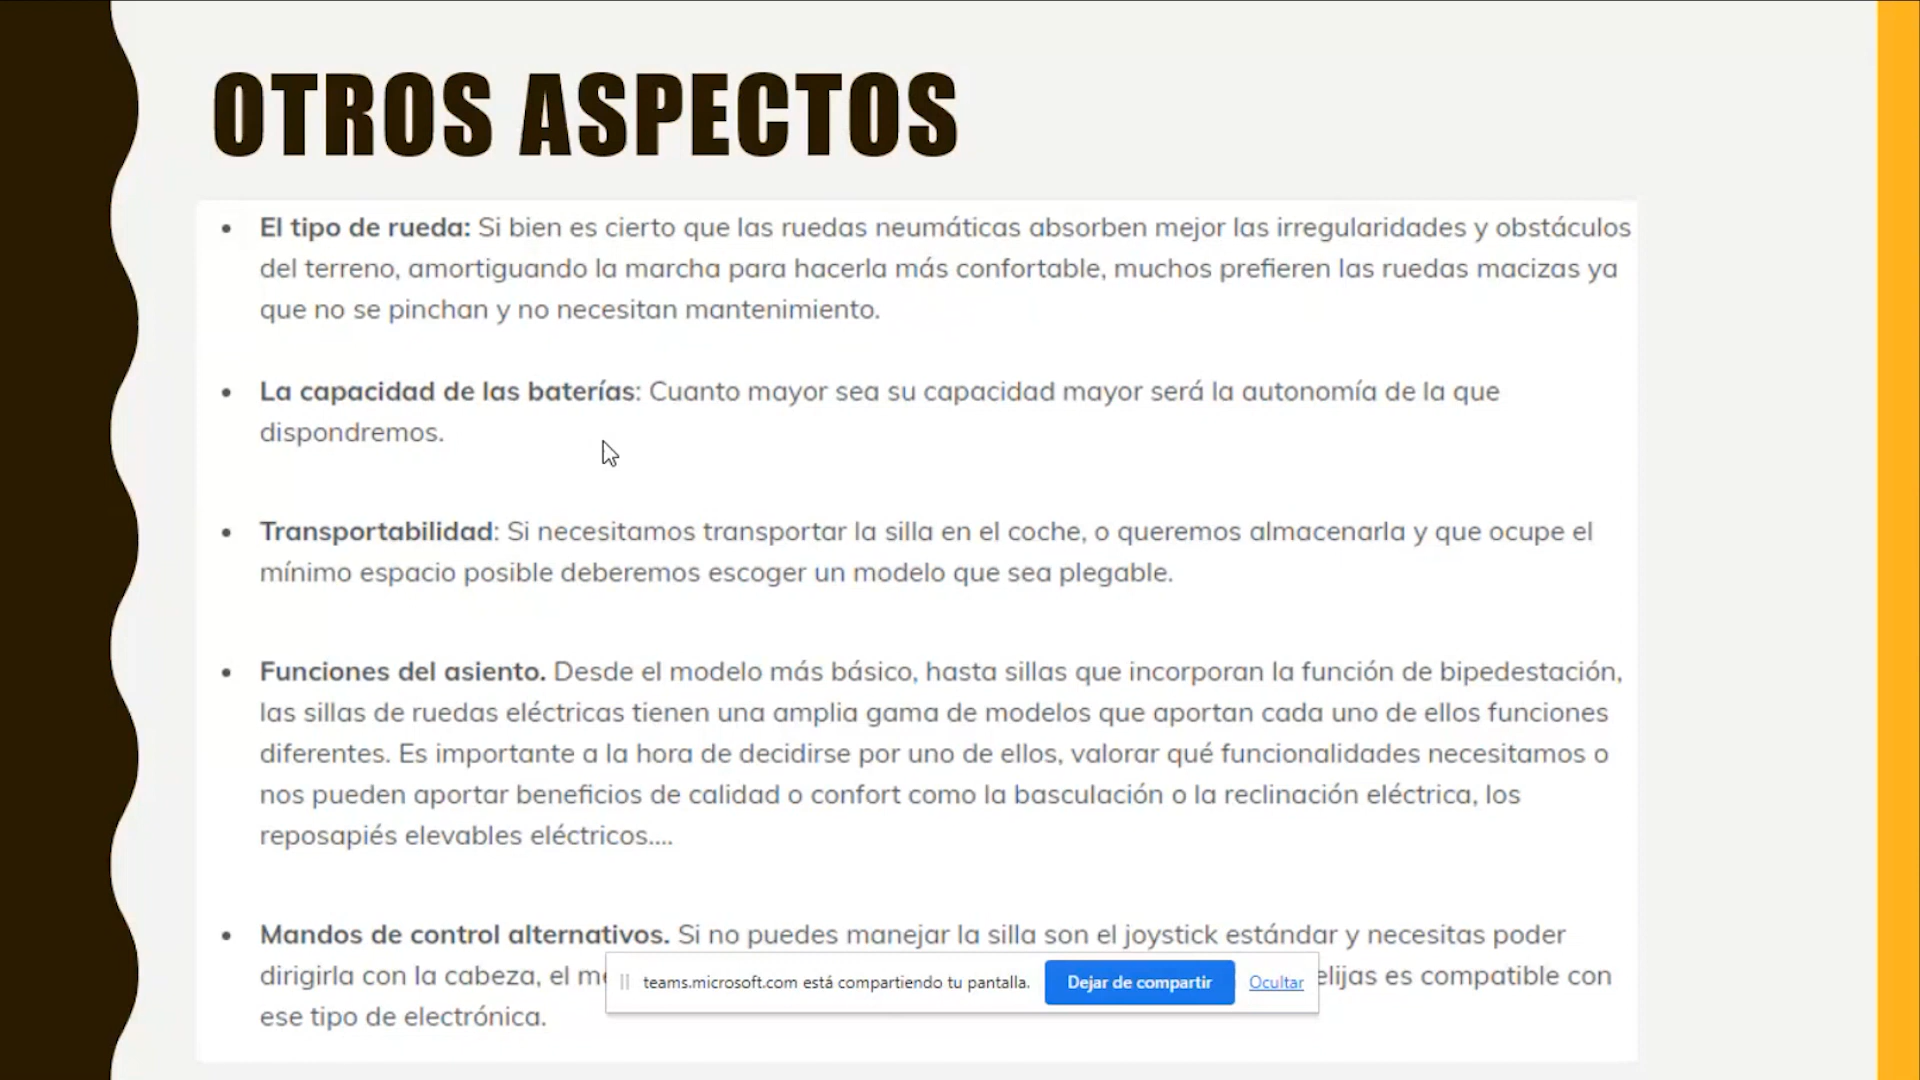 OTROS ASPECTOS
• El tipo de rueda: Si bien es cierto que las ruedas neumáticas absorben mejor las irregularidades y obstáculos
del terreno, amortiguando la marcha para hacerla más confortable, muchos prefieren las ruedas macizas ya
que no se pinchan y no necesitan mantenimiento.
• La capacidad de las baterías: Cuanto mayor sea su capacidad mayor será la autonomía de la que
dispondremos.
• Transportabilidad: Si necesitamos transportar la silla en el coche, o queremos almacenarla y que ocupe el
mínimo espacio posible deberemos escoger un modelo que sea plegable.
• Funciones del asiento. Desde el modelo más básico, hasta sillas que incorporan la función de bipedestación,
las sillas de ruedas eléctricas tienen una amplia gama de modelos que aportan cada uno de ellos funciones
diferentes. Es importante a la hora de decidirse por uno de ellos, valorar qué funcionalidades necesitamos o
nos pueden aportar beneficios de calidad o confort como la basculación o la reclinación eléctrica, los
reposapiés elevables eléctricos....
• Mandos de control alternativos. Si no puedes manejar la silla son el joystick estándar y necesitas poder
dirigirla con la cabeza, el elijas es compatible con
teams.microsoft.com está compartiendo tu pantalla. Dejar de compartir Ocultar
ese tipo de electrónica.